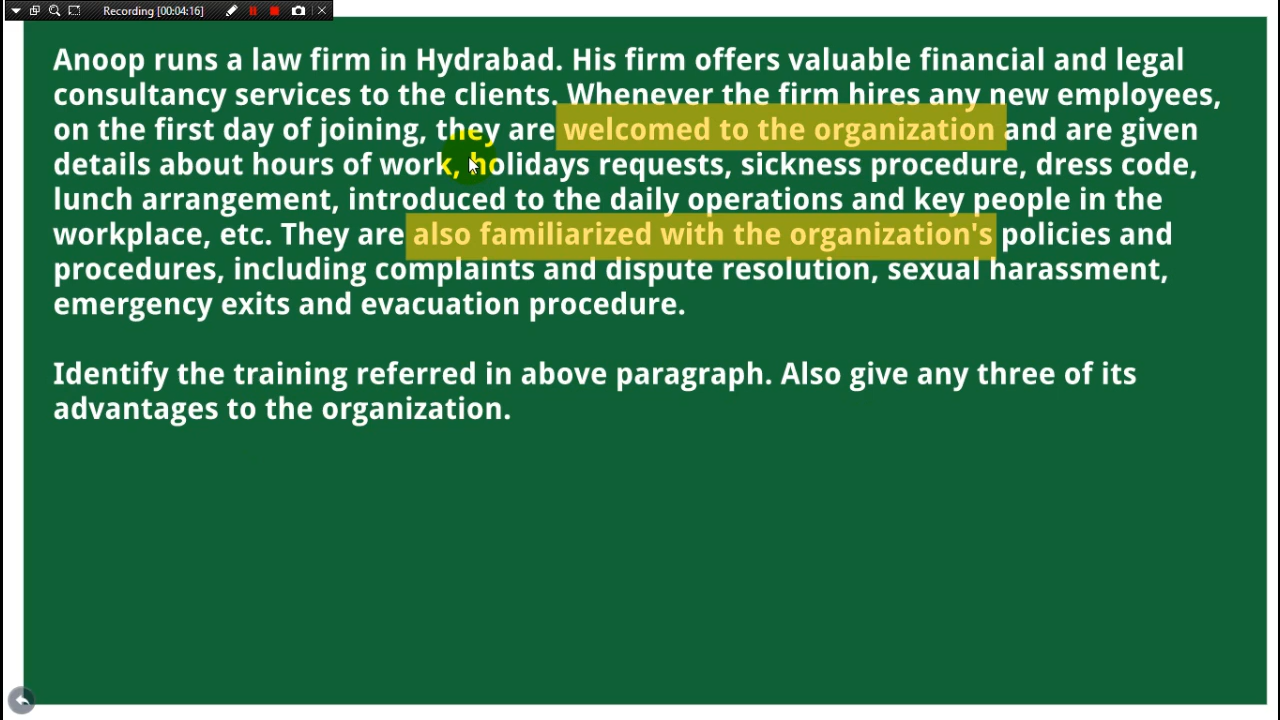 Recording [00:04:16]
Anoop runs a law firm in Hydrabad. His firm offers valuable financial and legal
consultancy services to the clients. Whenever the firm hires any new employees,
on the first day of joining, they are welcomed to the organization and are given
details about hours of work, holidays requests, sickness procedure, dress code,
lunch arrangement, introduced to the daily operations and key people in the
workplace, etc. They are also familiarized with the organization's policies and
procedures, including complaints and dispute resolution, sexual harassment,
emergency exits and evacuation procedure.
Identify the training referred in above paragraph. Also give any three of its
advantages to the organization.